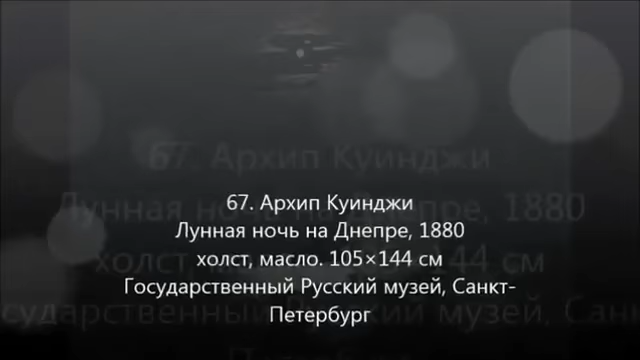 67. Архип Куинджи
Лунная ночь на Днепре, 1880
холст, масло. 105×144 см
Государственный Русский музей, Санкт-
Петербург